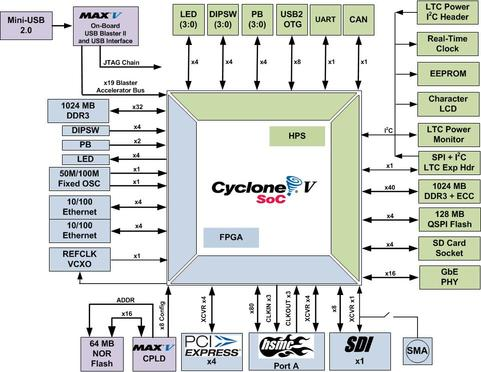 Mini-USB
2.0
MAX V
On-Board
USB Blaster II
and USB Interface
JTAG Chain
x19 Blaster
Accelerator Bus
LED
(3:0)
x4
DIPSW
(3:0)
x4
PB
(3:0)
x4
USB2
OTG
x8
UART
x1
CAN
x1
LTC Power
I²C Header
Real-Time
Clock
EEPROM
Character
LCD
I²C
LTC Power
Monitor
x1
SPI + I²C
LTC Exp Hdr
x40
1024 MB
DDR3 + ECC
x4
128 MB
QSPI Flash
x4
SD Card
Socket
x16
GbE
PHY
1024 MB
DDR3
x32
DIPSW
x4
PB
x2
LED
x4
50M/100M
Fixed OSC
x1
x1
10/100
Ethernet
x4
10/100
Ethernet
x4
REFCLK
VCXO
x1
HPS
Cyclone V
SoC
FPGA
ADDR
x16
x8 Config
64 MB
NOR
Flash
MAX V
CPLD
XCVR x4
PCI
EXPRESS
x4
x80
CLKIN x3
CLKOUT x3
XCVR x4
hsmc
Port A
x8
XCVR x1
SDI
x1
SMA